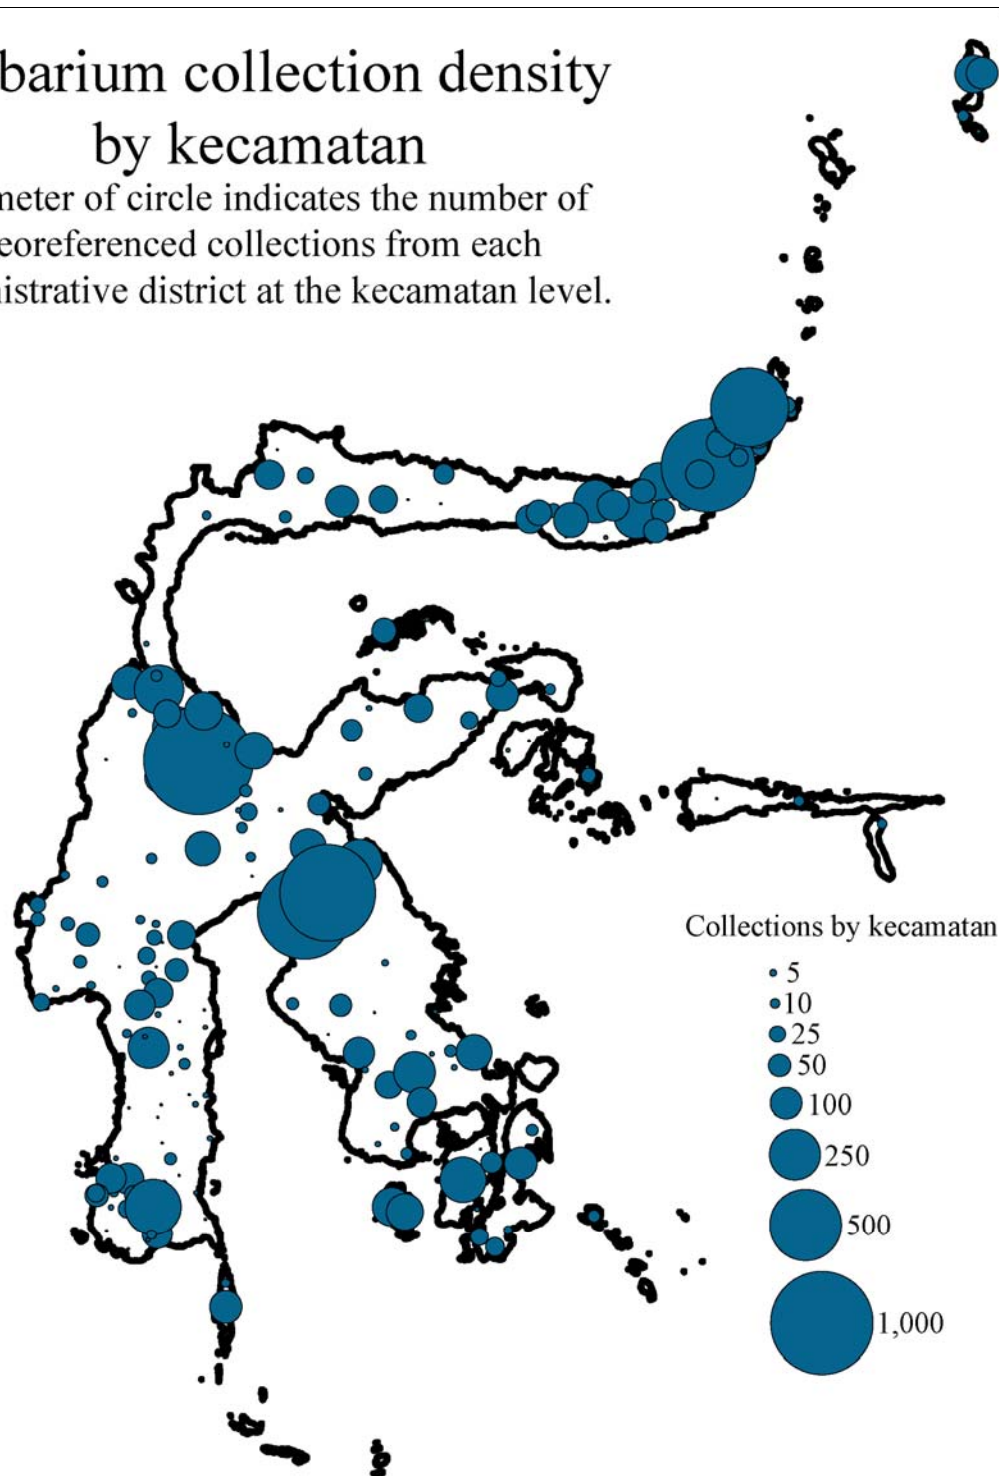 barium collection density
by kecamatan
meter of circle indicates the number of
eoreferenced collections from each
istrative district at the kecamatan level.
Collections by kecamatan
5
10
25
50
100
250
500
1,000